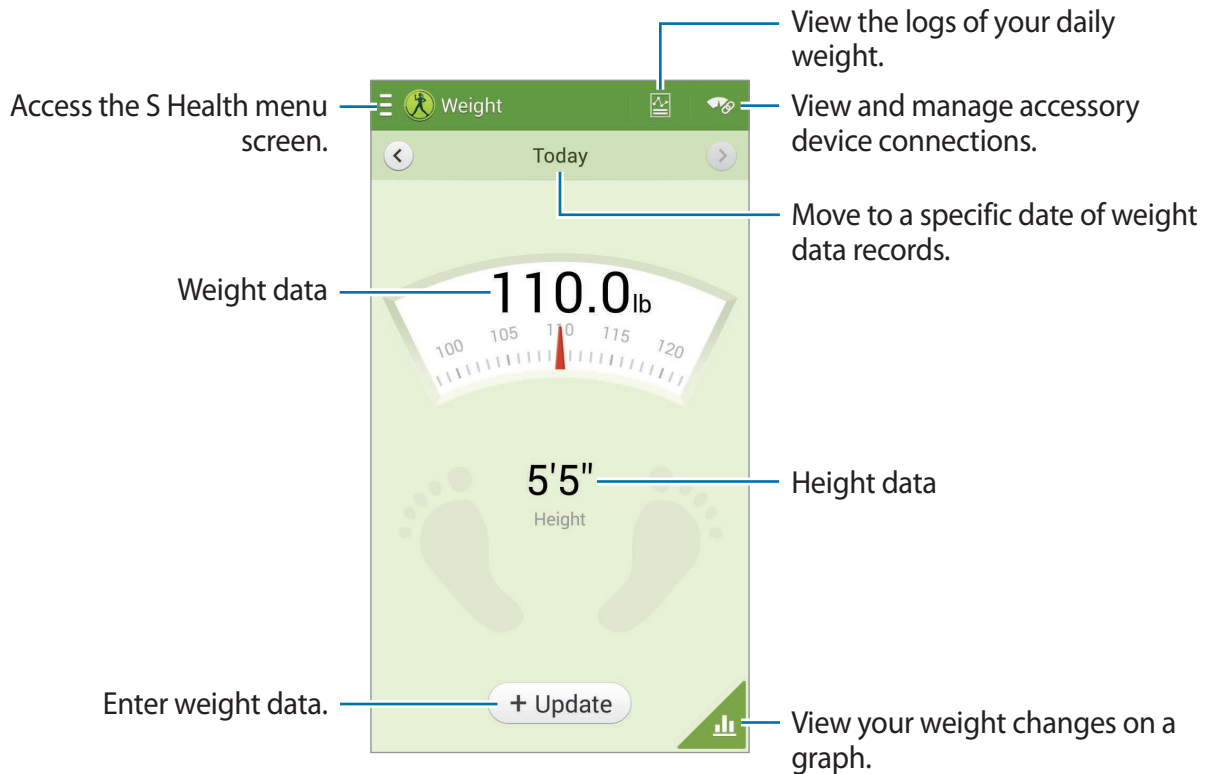 View the logs of your daily
weight.
Access the S Health menu
screen.
Weight
View and manage accessory
device connections.
Today
Move to a specific date of weight
data records.
Weight data
110.0lb
100 105 110 115 120
5'5"
Height
Height data
Enter weight data.
+ Update
View your weight changes on a
graph.